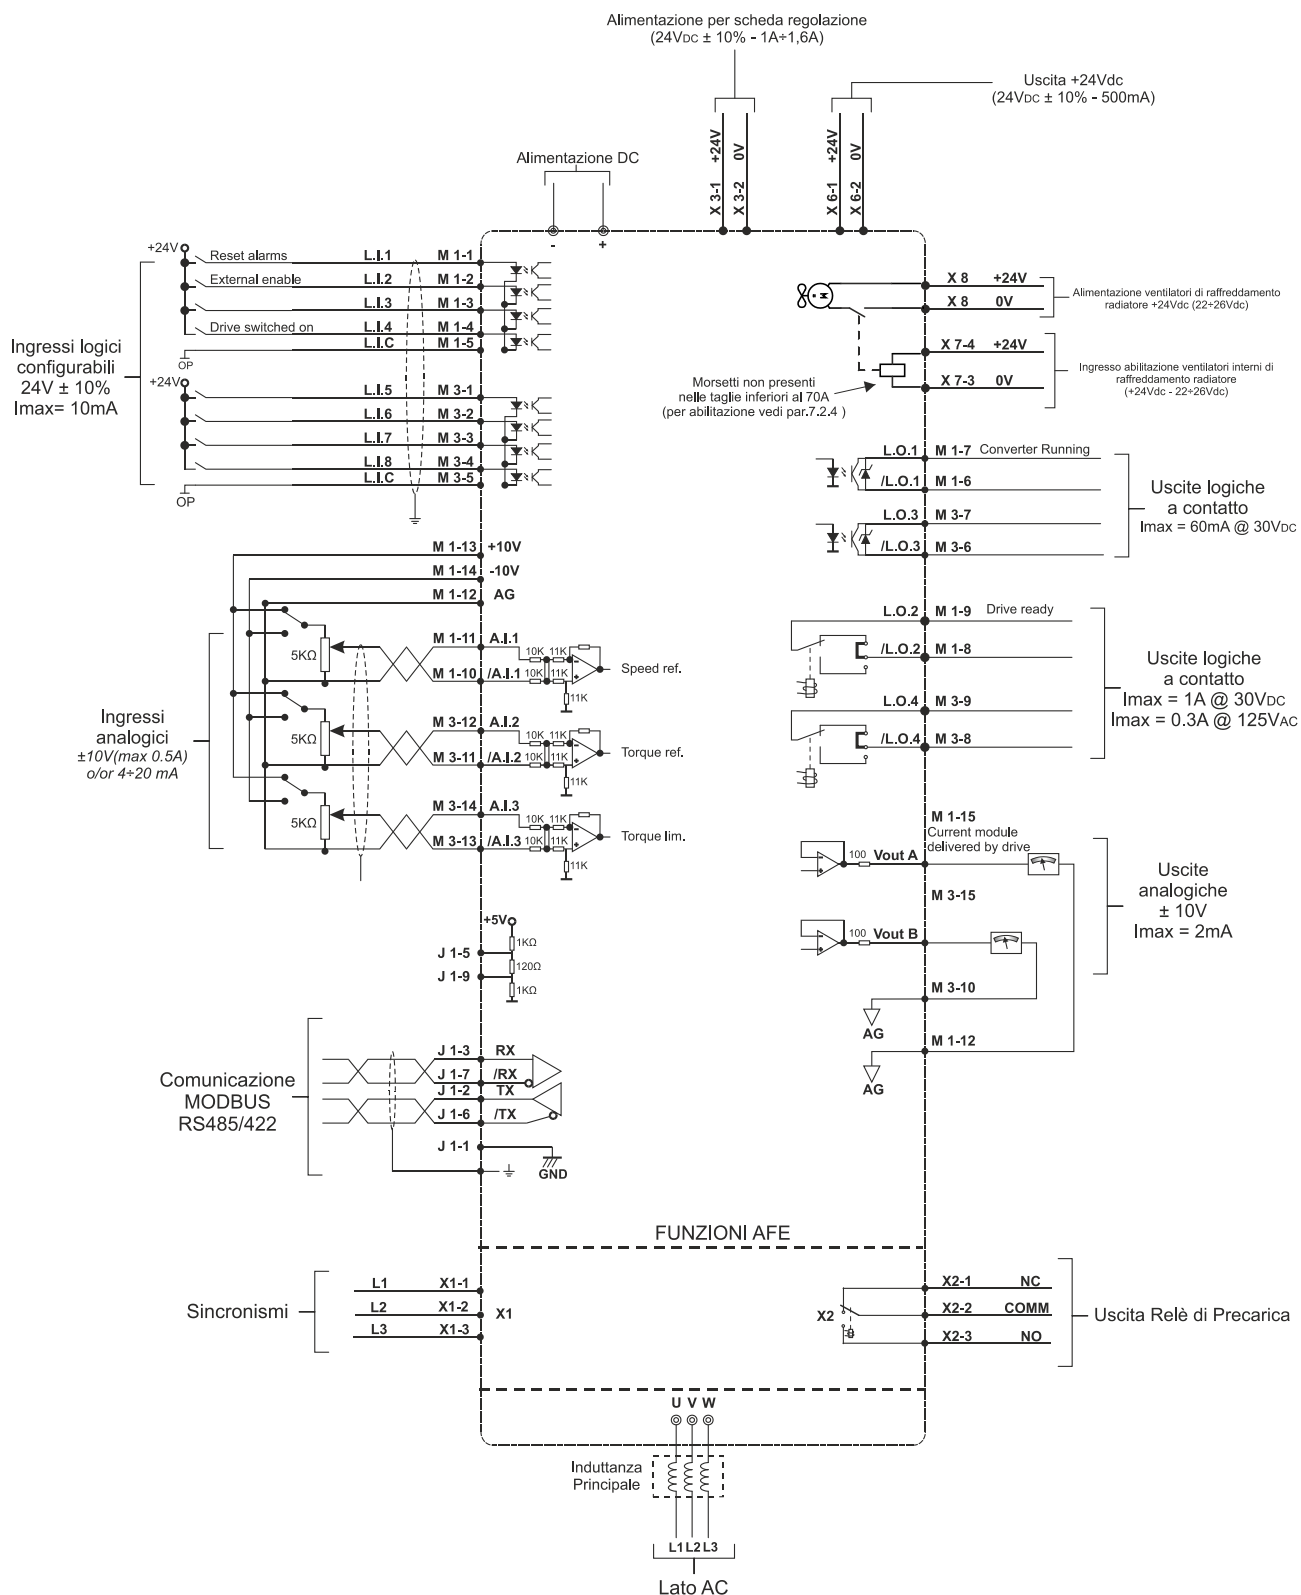 Alimentazione per scheda regolazione
(24VDC ± 10% - 1A÷1,6A)
Uscita +24Vdc
(24VDC ± 10% - 500mA)
X 3-1 +24V
X 3-2 0V
X 6-1 +24V
X 6-2 0V
Alimentazione DC
- +
+24V
Reset alarms L.I.1 M 1-1
External enable L.I.2 M 1-2
L.I.3 M 1-3
Drive switched on L.I.4 M 1-4
L.I.C M 1-5
OP
+24V
L.I.5 M 3-1
L.I.6 M 3-2
L.I.7 M 3-3
L.I.8 M 3-4
L.I.C M 3-5
OP
Ingressi logici
configurabili
24V ± 10%
Imax= 10mA
M
X 8 +24V
X 8 0V
Alimentazione ventilatori di raffreddamento
radiatore +24Vdc (22÷26Vdc)
X 7-4 +24V
X 7-3 0V
Ingresso abilitazione ventilatori interni di
raffreddamento radiatore
(+24Vdc - 22÷26Vdc)
Morsetti non presenti
nelle taglie inferiori al 70A
(per abilitazione vedi par.7.2.4 )
L.O.1 M 1-7 Converter Running
/L.O.1 M 1-6
L.O.3 M 3-7
/L.O.3 M 3-6
Uscite logiche
a contatto
Imax = 60mA @ 30VDC
M 1-13 +10V
M 1-14 -10V
M 1-12 AG
5KΩ
M 1-11 A.I.1
M 1-10 /A.I.1
10K 11K
10K 11K
11K
Speed ref.
5KΩ
M 3-12 A.I.2
M 3-11 /A.I.2
10K 11K
10K 11K
11K
Torque ref.
5KΩ
M 3-14 A.I.3
M 3-13 /A.I.3
10K 11K
10K 11K
11K
Torque lim.
Ingressi
analogici
±10V(max 0.5A)
o/or 4÷20 mA
L.O.2 M 1-9 Drive ready
/L.O.2 M 1-8
L.O.4 M 3-9
/L.O.4 M 3-8
Uscite logiche
a contatto
Imax = 1A @ 30VDC
Imax = 0.3A @ 125VAC
M 1-15
Current module
delivered by drive
100 Vout A
M 3-15
100 Vout B
M 3-10
AG
M 1-12
AG
Uscite
analogiche
± 10V
Imax = 2mA
+5V
1KΩ
J 1-5
120Ω
J 1-9
1KΩ
J 1-3 RX
J 1-7 /RX
J 1-2 TX
J 1-6 /TX
J 1-1
GND
Comunicazione
MODBUS
RS485/422
FUNZIONI AFE
Sincronismi
L1 X1-1
L2 X1-2
L3 X1-3
X1
X2
X2-1 NC
X2-2 COMM
X2-3 NO
Uscita Relè di Precarica
U V W
Induttanza
Principale
L1 L2 L3
Lato AC